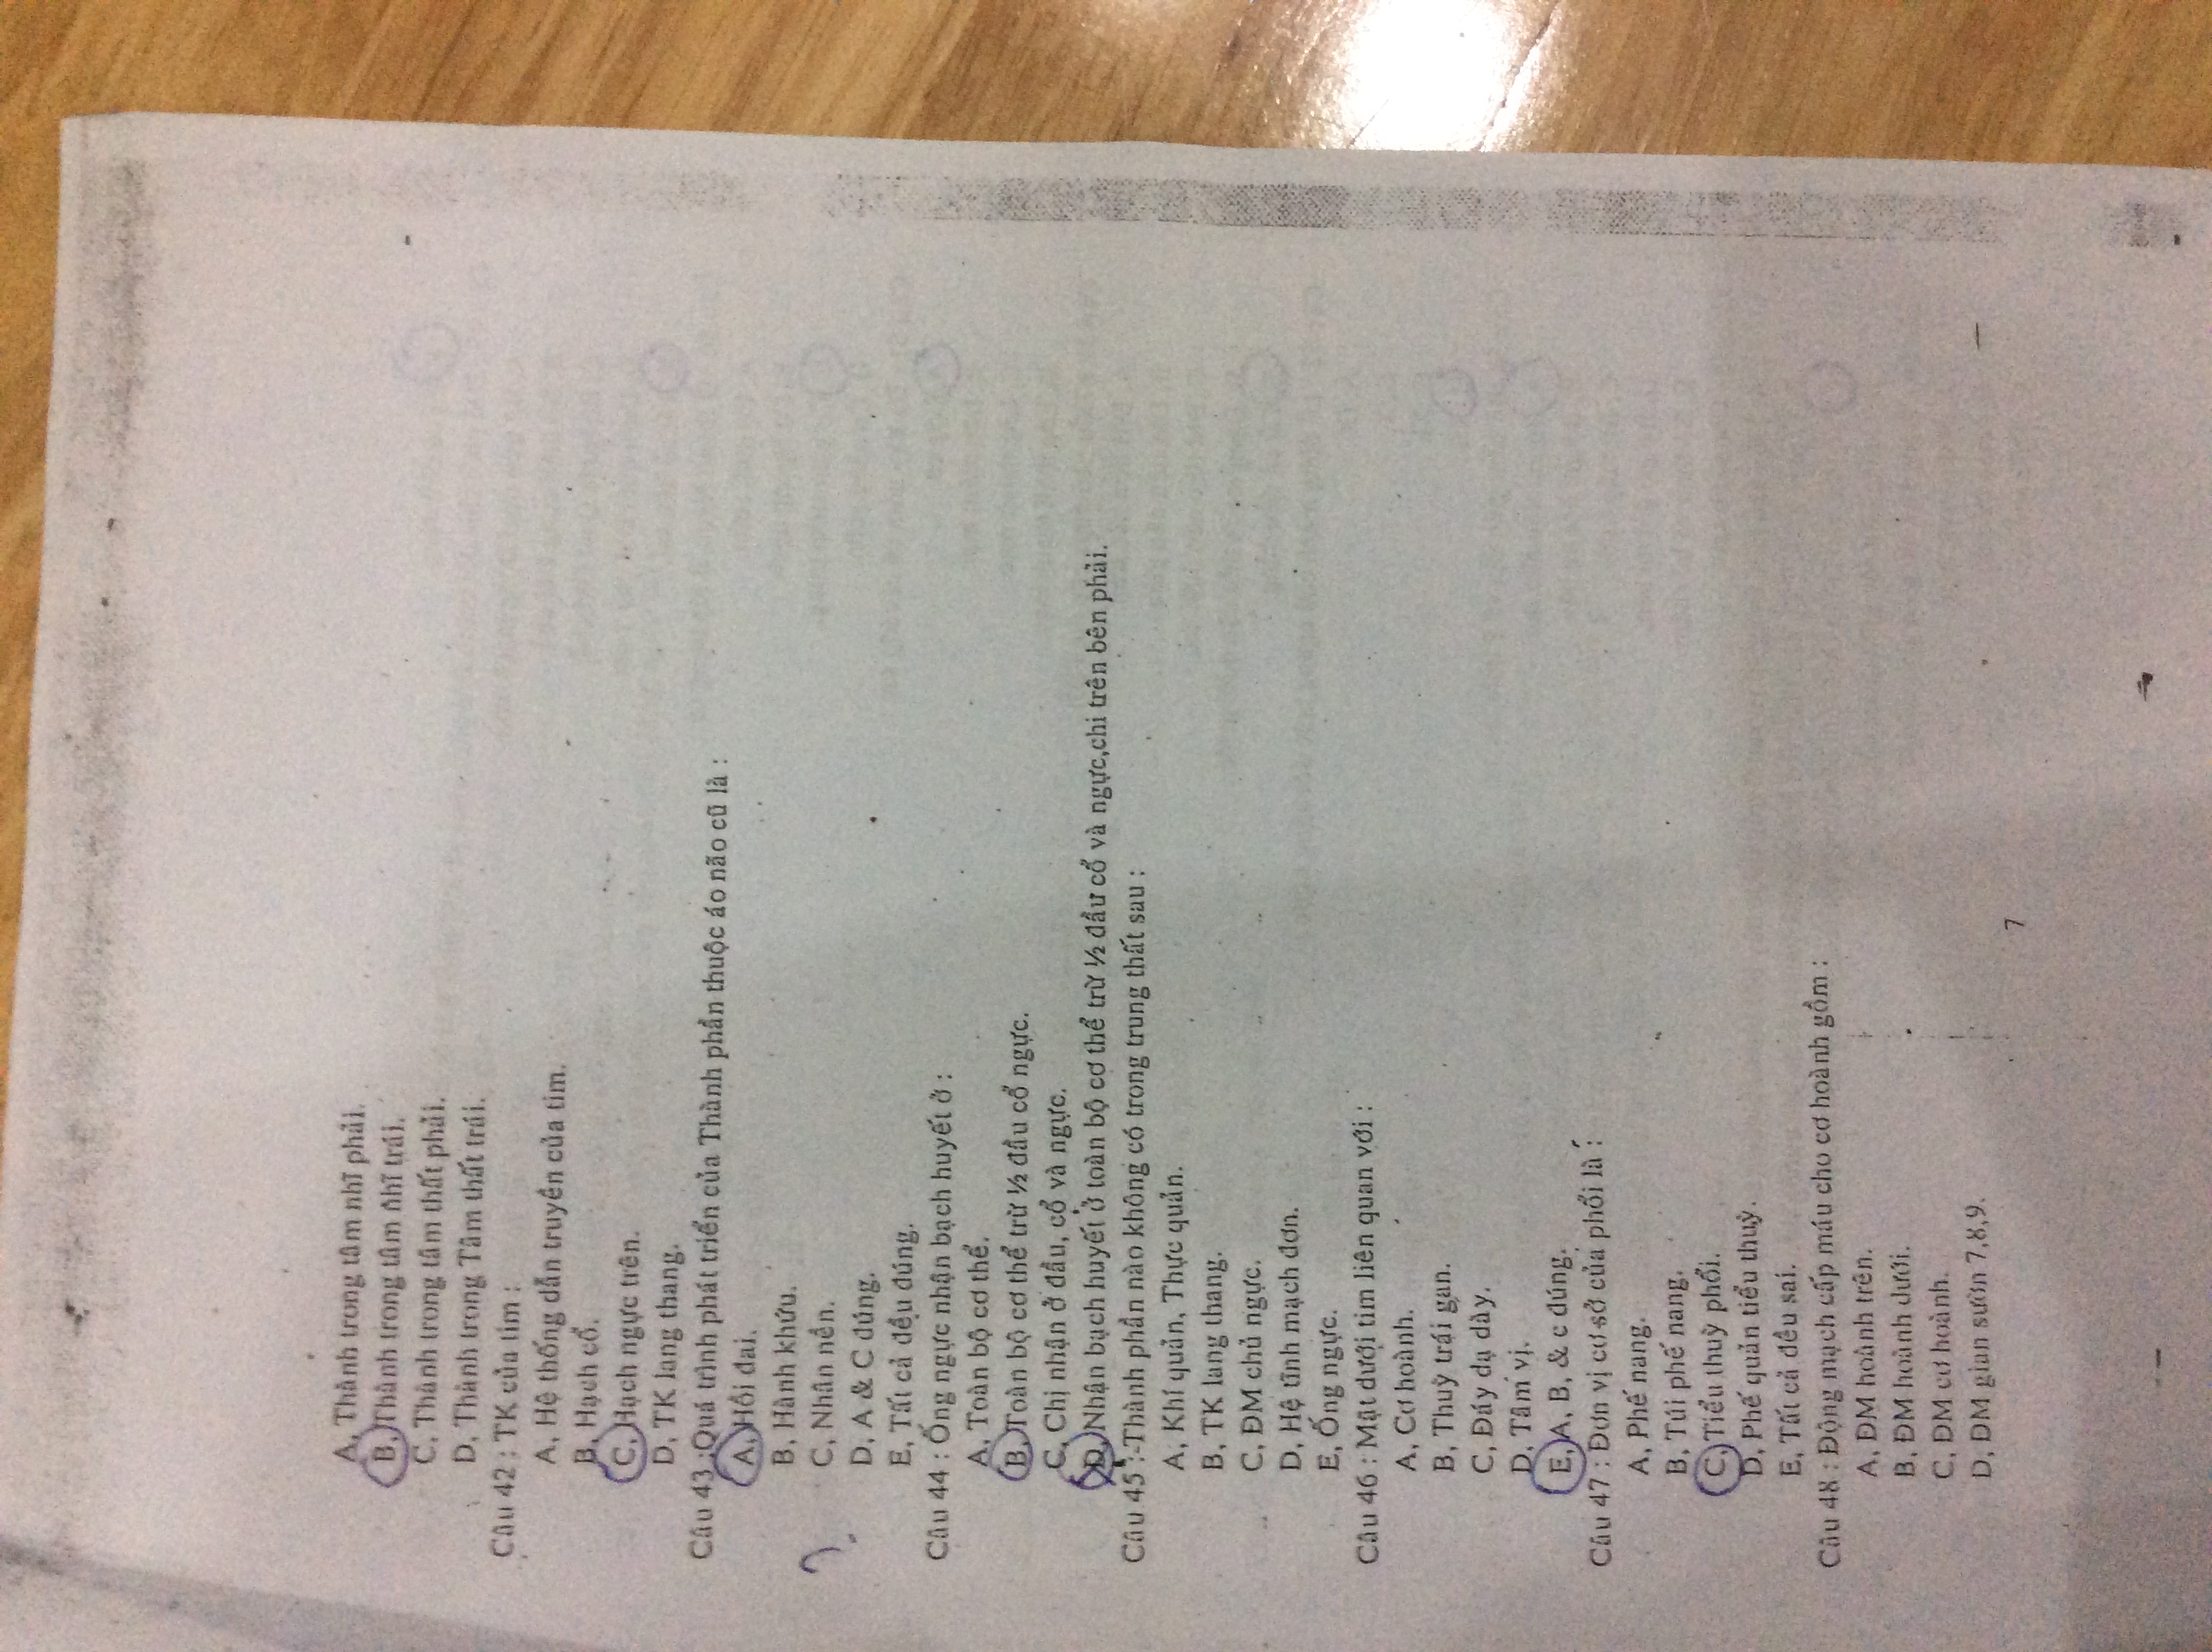 A, Thành trong tâm nhĩ phải.
B, Thành trong tâm nhĩ trái.
C, Thành trong tâm thất phải.
D, Thành trong Tâm thất trái.
Câu 42 : TK của tim :
A, Hệ thống dẫn truyền của tim.
B, Hạch cổ.
C, Hạch ngực trên.
D, TK lang thang.
Câu 43 :Quá trình phát triển của Thành phần thuộc áo não cũ là :
A, Hồi đai.
B, Hành khứu.
?
C, Nhân nền.
D, A & C đúng.
E, Tất cả đều đúng.
Câu 44 : Ống ngực nhận bạch huyết ở :
A, Toàn bộ cơ thể.
B, Toàn bộ cơ thể trừ ½ đầu cổ ngực.
C, Chị nhận ở đầu, cổ và ngực.
D, Nhận bạch huyết ở toàn bộ cơ thể trừ ½ đầu cổ và ngực,chi trên bên phải.
Câu 45 : Thành phần nào không có trong trung thất sau :
A, Khí quản, Thực quản.
B, TK lang thang.
C, ĐM chủ ngực.
D, Hệ tĩnh mạch đơn.
E, Ống ngực.
Câu 46 : Mặt dưới tim liên quan với :
A, Cơ hoành.
B, Thuỳ trái gan.
C, Đáy dạ dày.
D, Tâm vị.
E, A, B, & c đúng.
Câu 47 : Đơn vị cơ sở của phổi là :
A, Phế nang.
B, Túi phế nang.
C, Tiểu thuỳ phổi.
D, Phế quản tiểu thuỳ.
E, Tất cả đều sai.
Câu 48 : Động mạch cấp máu cho cơ hoành gồm :
A, ĐM hoành trên.
B, ĐM hoành dưới.
C, ĐM cơ hoành.
D, ĐM gian sườn 7,8,9.
7